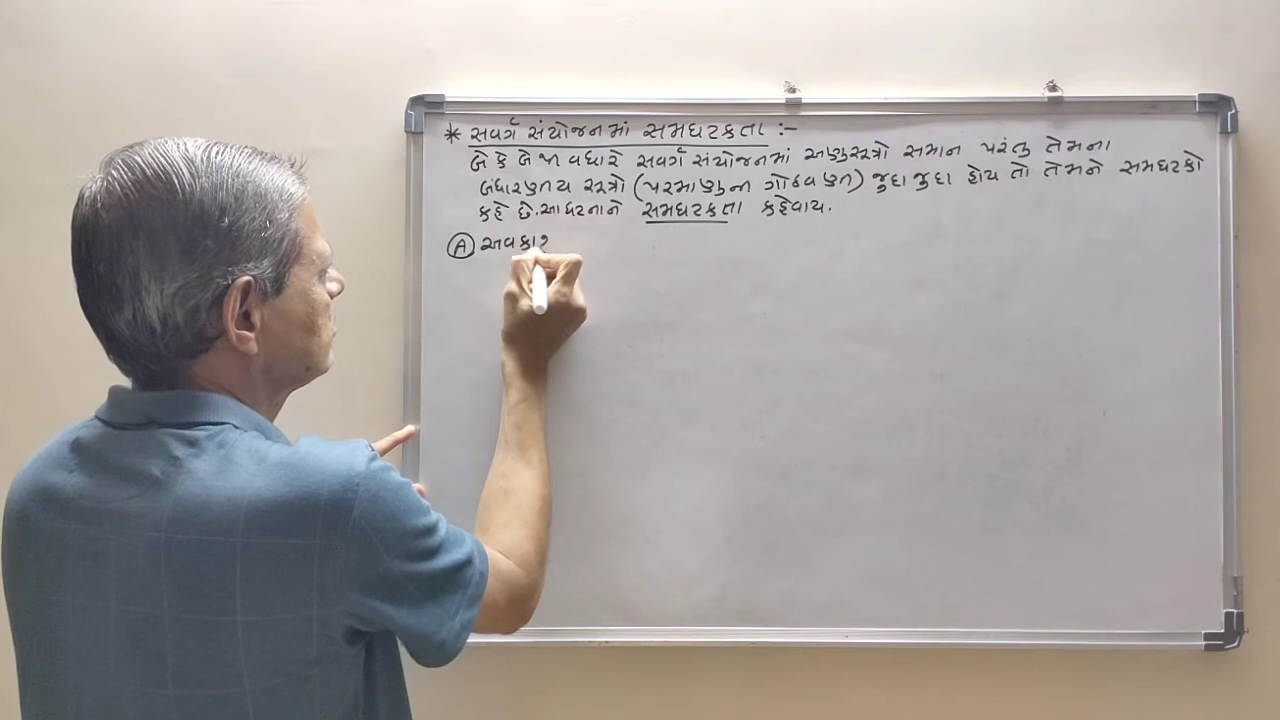 * સવર્ગ સંયોજનમાં સમઘટકતા :-
બે કે બેથી વધારે સવર્ગ સંયોજનમાં અણુસૂત્રો સમાન પરંતુ તેમના
બંધારણીય સૂત્રો (પરમાણુની ગોઠવણી) જુદા જુદા હોય તો તેમને સમઘટકો
કહે છે. આ ઘટનાને સમઘટકતા કહેવાય.
(A) અવકા